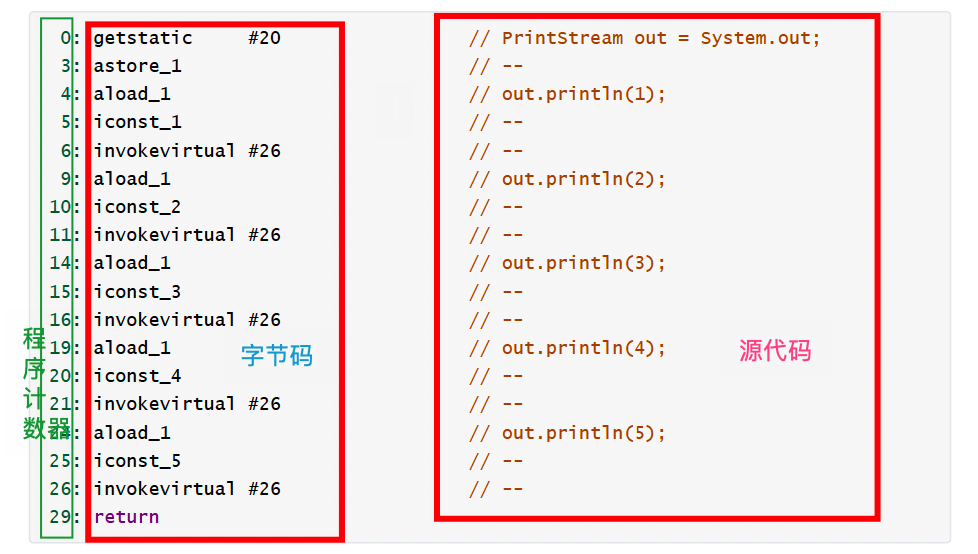 0: getstatic #20 // PrintStream out = System.out;
3: astore_1 // --
4: aload_1 // out.println(1);
5: iconst_1 // --
6: invokevirtual #26 // --
9: aload_1 // out.println(2);
10: iconst_2 // --
11: invokevirtual #26 // --
14: aload_1 // out.println(3);
15: iconst_3 // --
16: invokevirtual #26 // --
19: aload_1 // out.println(4);
20: iconst_4 // --
21: invokevirtual #26 // --
24: aload_1 // out.println(5);
25: iconst_5 // --
26: invokevirtual #26 // --
29: return
程
序
计
数器
字节码
源代码